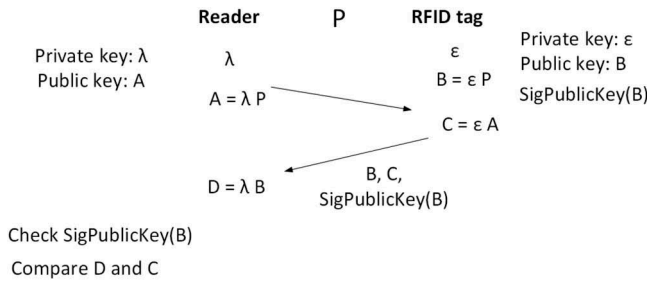 Reader P RFID tag
Private key: λ
Public key: A
λ
ε
Private key: ε
Public key: B
SigPublicKey(B)
A = λ P
B = ε P
C = ε A
D = λ B
B, C,
SigPublicKey(B)
Check SigPublicKey(B)
Compare D and C